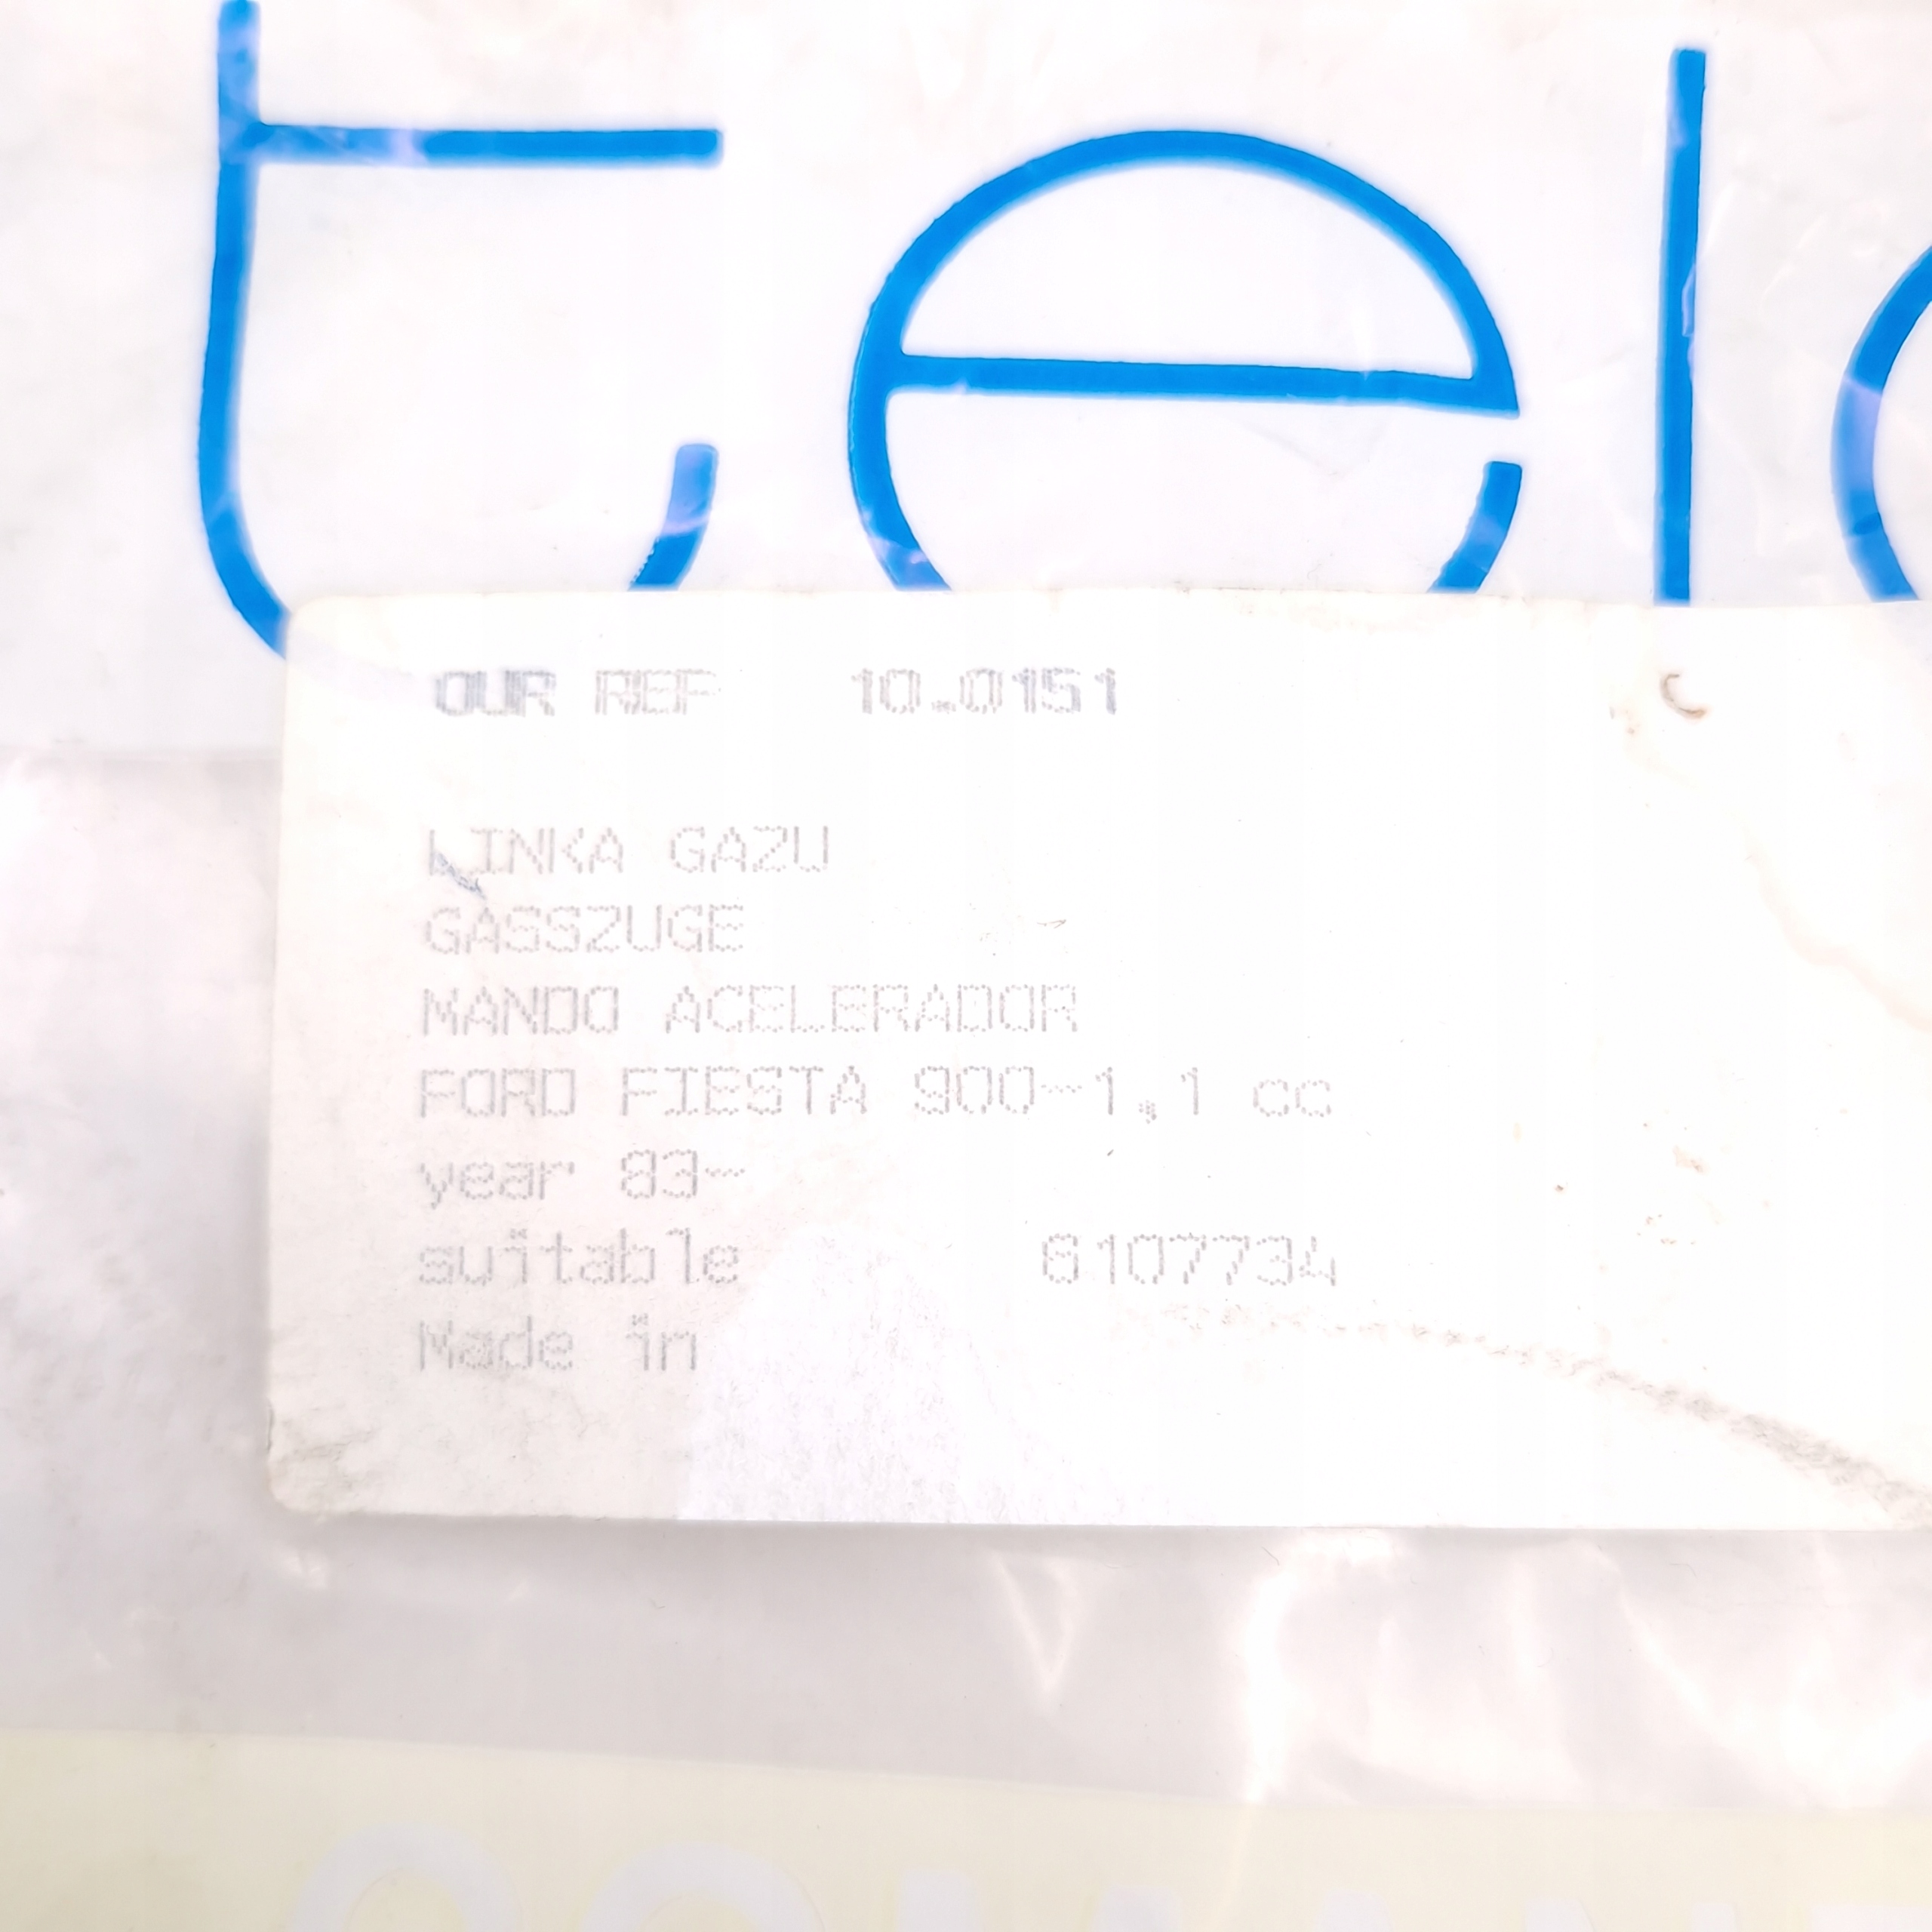 tele
OUR REF 10.0151
LINKA GAZU
GASSZUGE
MANDO ACELERADOR
FORD FIESTA 900-1.1 cc
year 83-
suitable 6107734
Made in